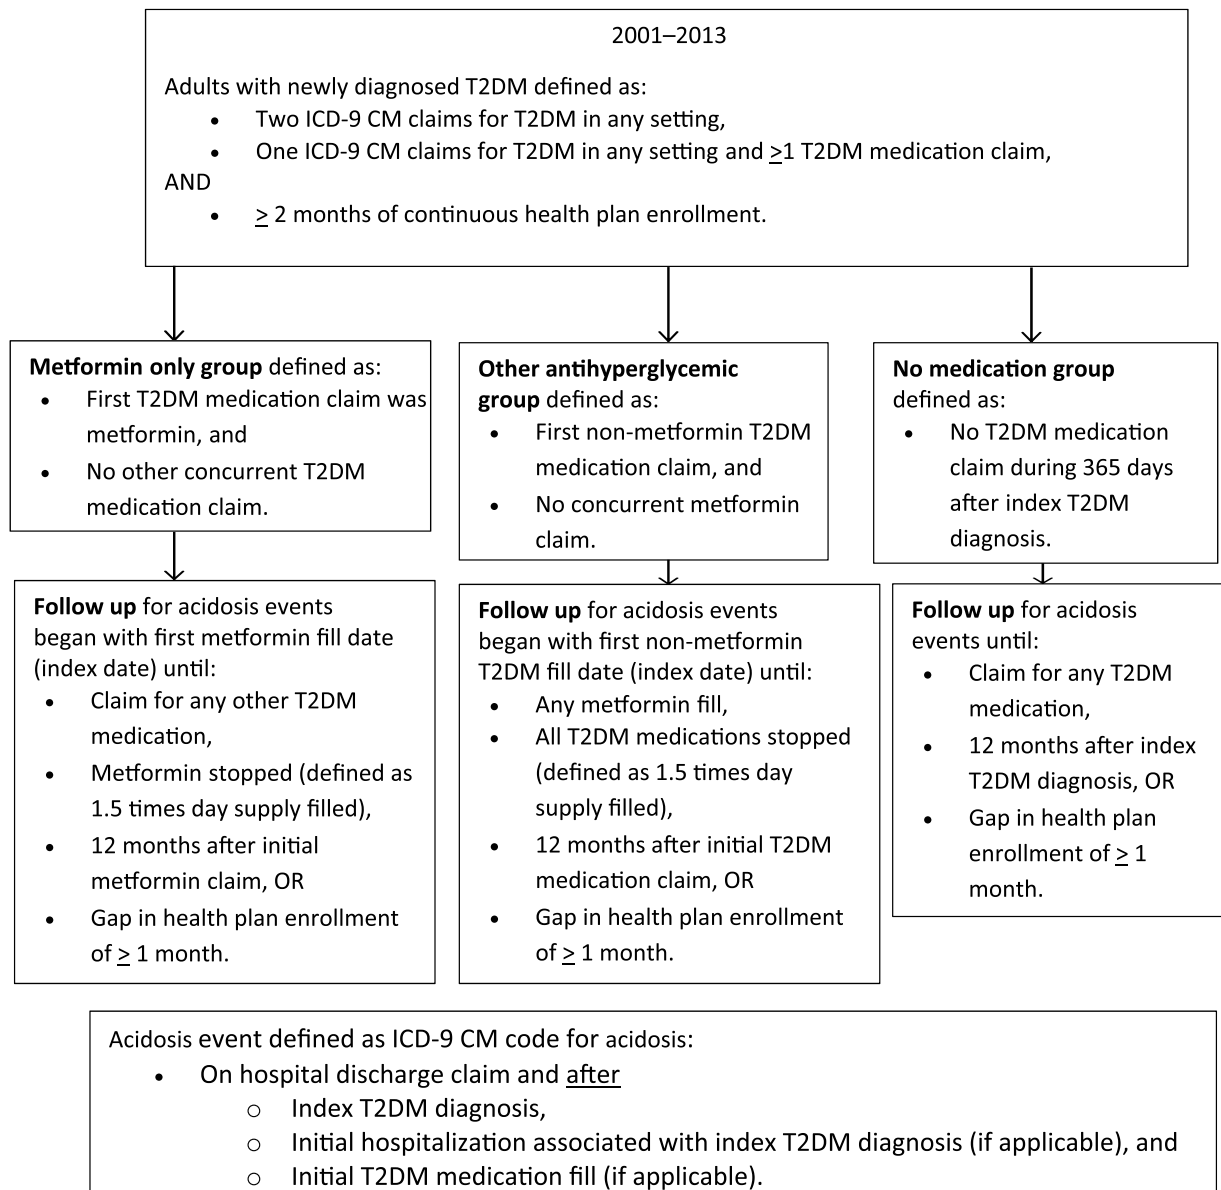 2001–2013
Adults with newly diagnosed T2DM defined as:
• Two ICD-9 CM claims for T2DM in any setting,
• One ICD-9 CM claims for T2DM in any setting and ≥1 T2DM medication claim,
AND
• ≥ 2 months of continuous health plan enrollment.
Metformin only group defined as:
• First T2DM medication claim was
metformin, and
• No other concurrent T2DM
medication claim.
Other antihyperglycemic
group defined as:
• First non-metformin T2DM
medication claim, and
• No concurrent metformin
claim.
No medication group
defined as:
• No T2DM medication
claim during 365 days
after index T2DM
diagnosis.
Follow up for acidosis events
began with first metformin fill date
(index date) until:
• Claim for any other T2DM
medication,
• Metformin stopped (defined as
1.5 times day supply filled),
• 12 months after initial
metformin claim, OR
• Gap in health plan enrollment
of ≥ 1 month.
Follow up for acidosis events
began with first non-metformin
T2DM fill date (index date) until:
• Any metformin fill,
• All T2DM medications stopped
(defined as 1.5 times day
supply filled),
• 12 months after initial T2DM
medication claim, OR
• Gap in health plan enrollment
of ≥ 1 month.
Follow up for acidosis
events until:
• Claim for any T2DM
medication,
• 12 months after index
T2DM diagnosis, OR
• Gap in health plan
enrollment of ≥ 1
month.
Acidosis event defined as ICD-9 CM code for acidosis:
• On hospital discharge claim and after
o Index T2DM diagnosis,
o Initial hospitalization associated with index T2DM diagnosis (if applicable), and
o Initial T2DM medication fill (if applicable).